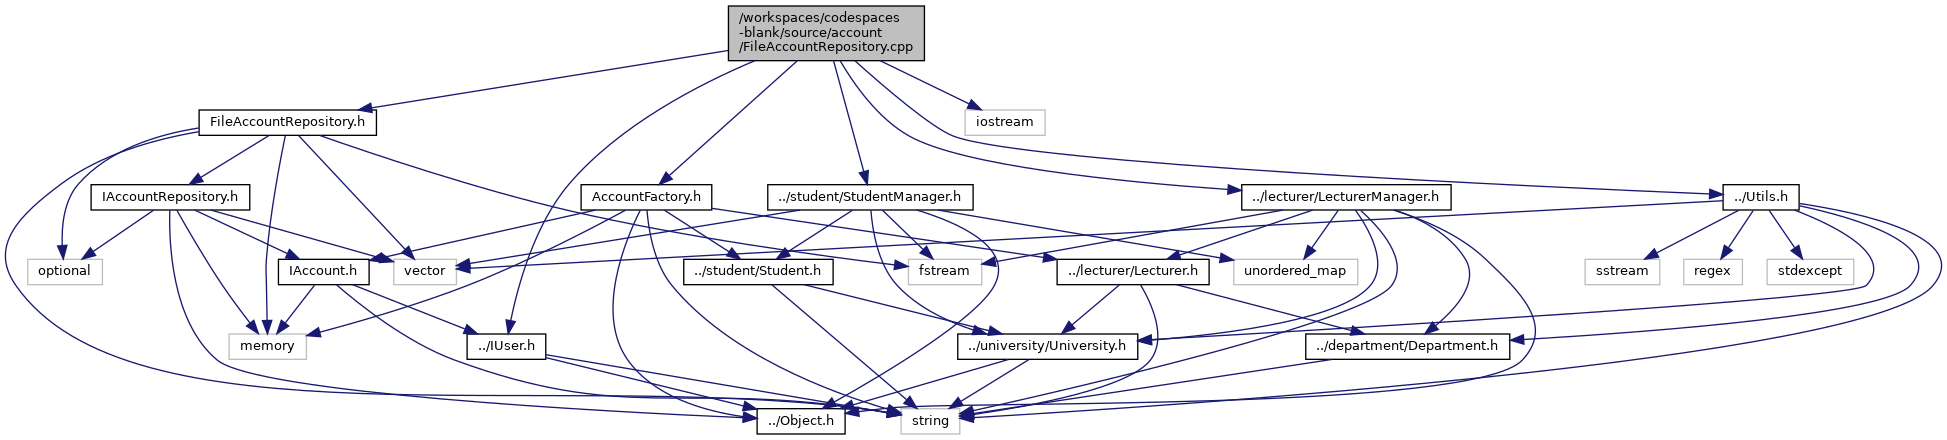 /workspaces/codespaces
-blank/source/account
/FileAccountRepository.cpp
FileAccountRepository.h
iostream
IAccountRepository.h
AccountFactory.h
../student/StudentManager.h
../lecturer/LecturerManager.h
../Utils.h
optional
IAccount.h
vector
../student/Student.h
fstream
../lecturer/Lecturer.h
unordered_map
sstream
regex
stdexcept
memory
../IUser.h
../university/University.h
../department/Department.h
../Object.h
string